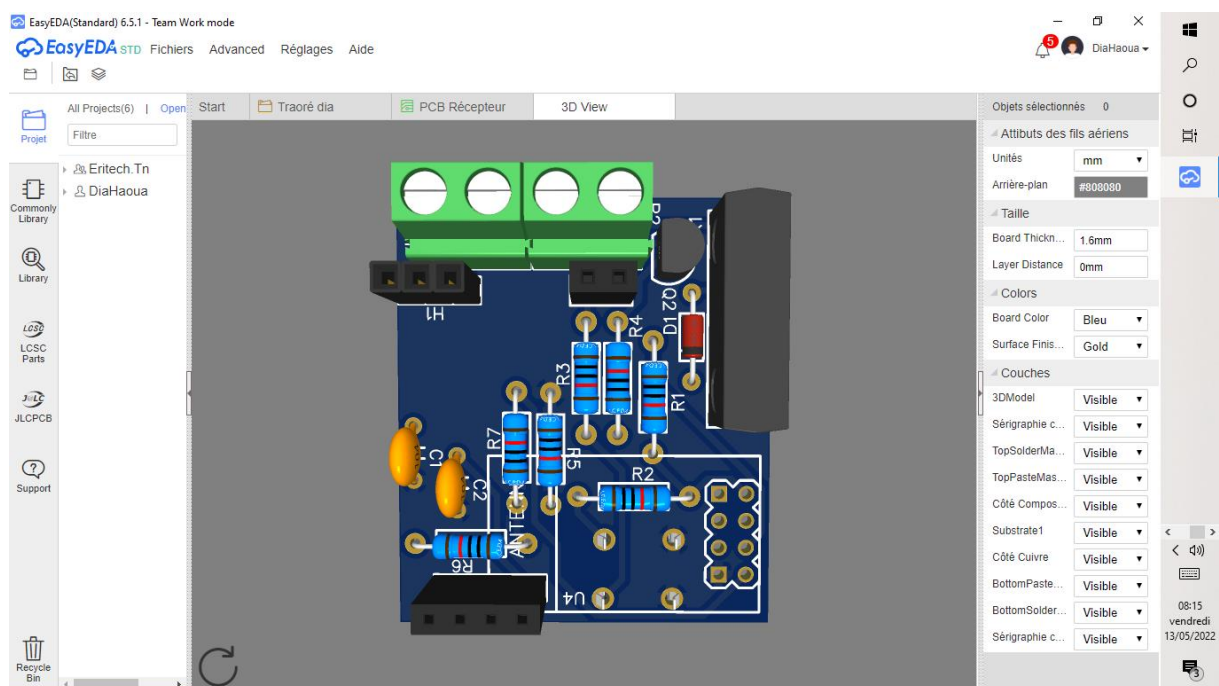 EasyEDA(Standard) 6.5.1 - Team Work mode
EasyEDA STD Fichiers Advanced Réglages Aide
5 DiaHaoua
All Projects(6) | Open
Filtre
Eritech.Tn
DiaHaoua
Projet
Commonly
Library
Library
LCSC
LCSC
Parts
JLCPCB
Support
Recycle
Bin
Start Traoré dia PCB Récepteur 3D View
H1
Q2
D1
R4
R3
R1
R7
R5
R2
C1
C2
R6
U4
Objets sélectionnés 0
Attibuts des fils aériens
Unités mm
Arrière-plan #808080
Taille
Board Thickn... 1.6mm
Layer Distance 0mm
Colors
Board Color Bleu
Surface Finis... Gold
Couches
3DModel Visible
Sérigraphie c... Visible
TopSolderMa... Visible
TopPasteMas... Visible
Côté Compos... Visible
Substrate1 Visible
Côté Cuivre Visible
BottomPaste... Visible
BottomSolder... Visible
Sérigraphie c... Visible
08:15
vendredi
13/05/2022
3